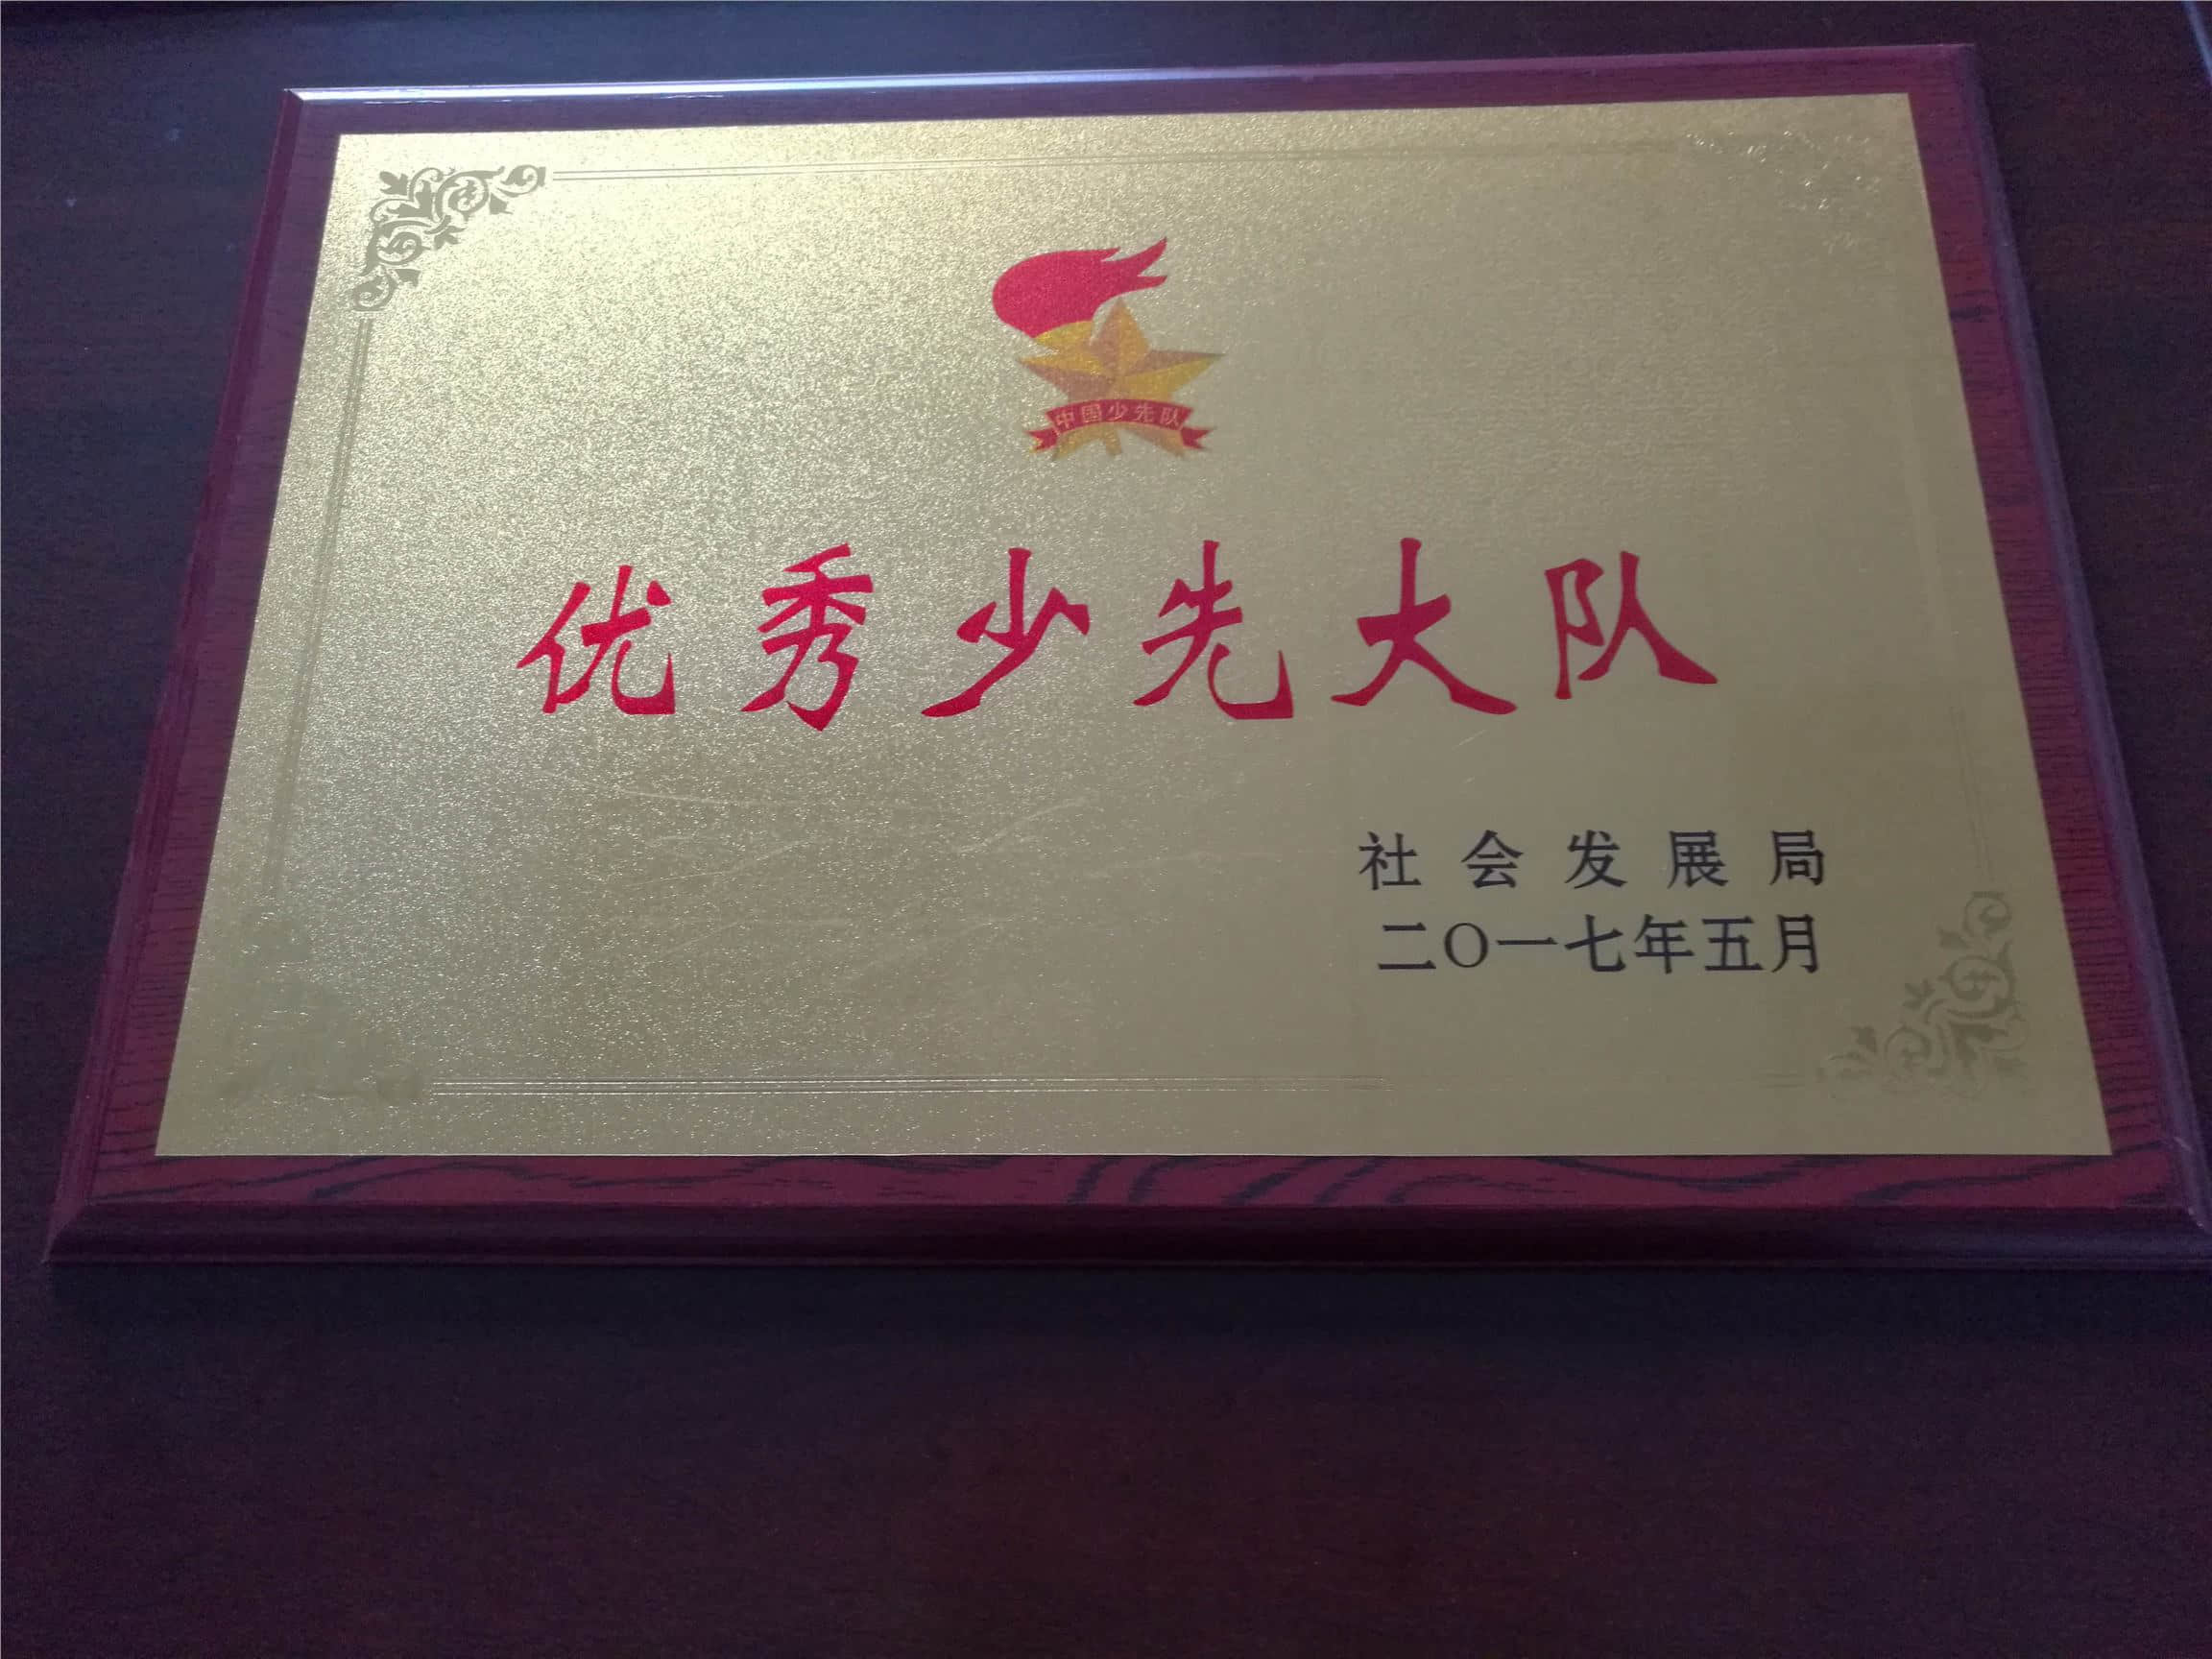 中国少先队
优秀少先大队
社会发展局
二〇一七年五月